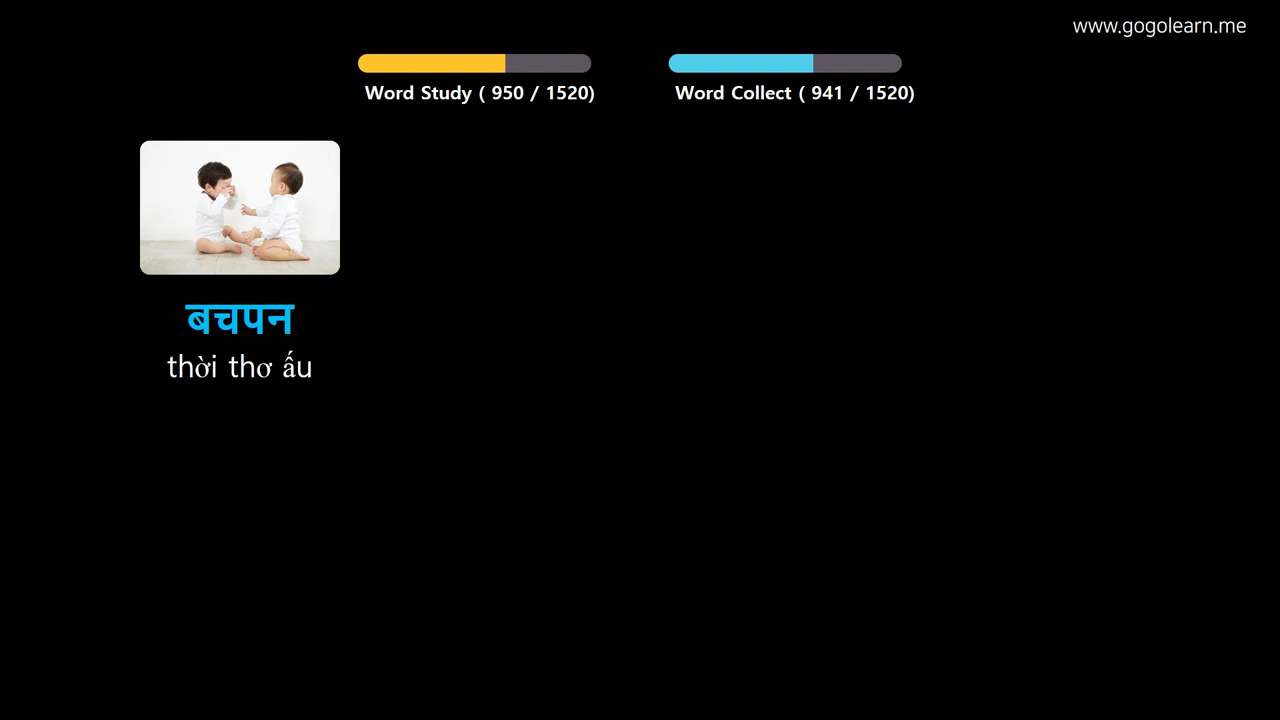 www.gogolearn.me
Word Study ( 950 / 1520)
Word Collect ( 941 / 1520)
बचपन
thời thơ ấu